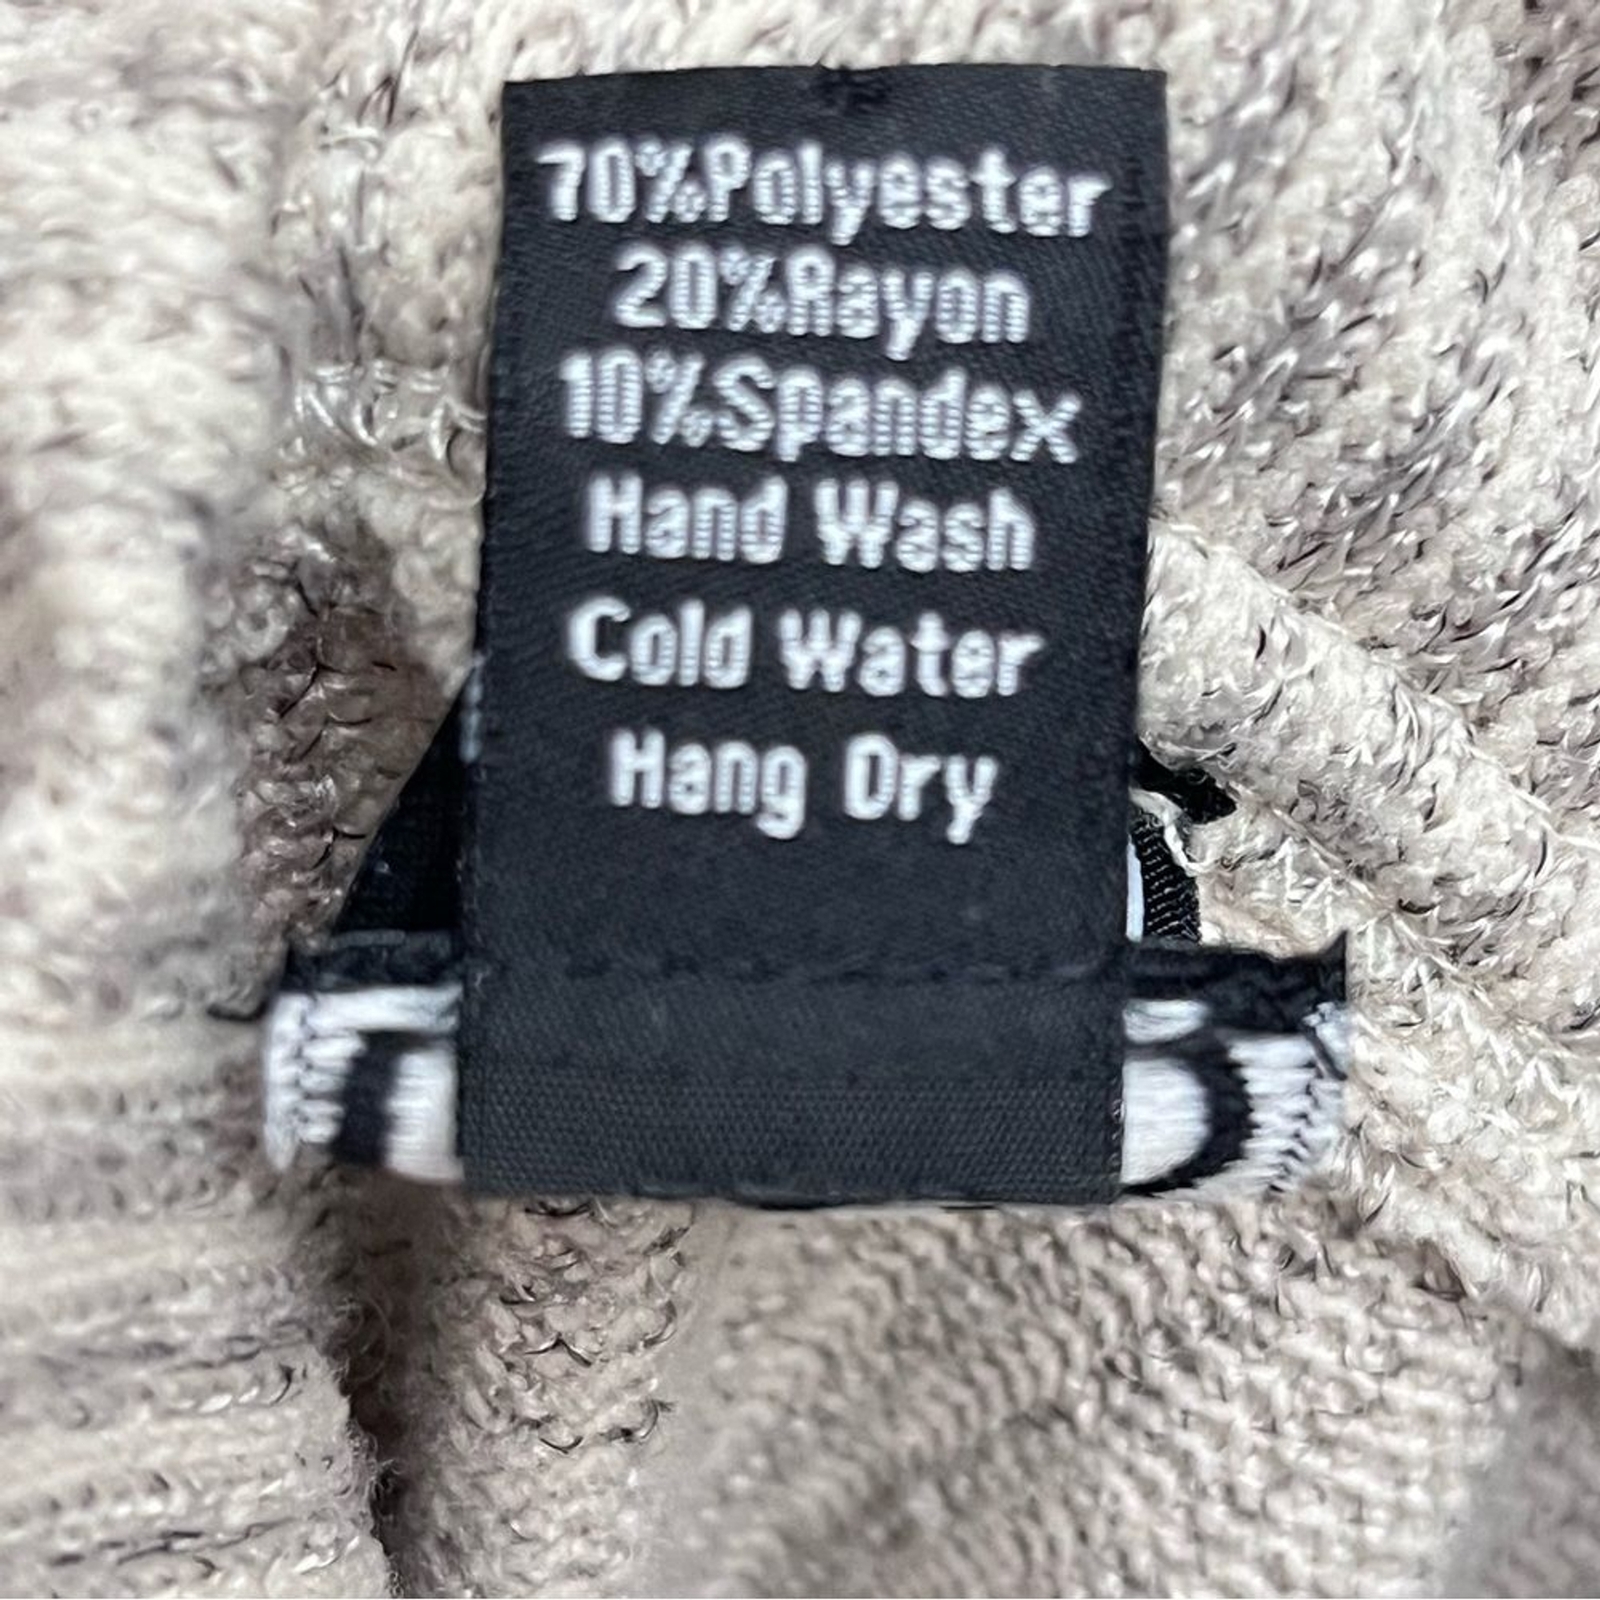 70%Polyester
20%Rayon
10%Spandex
Hand Wash
Cold Water
Hang Dry